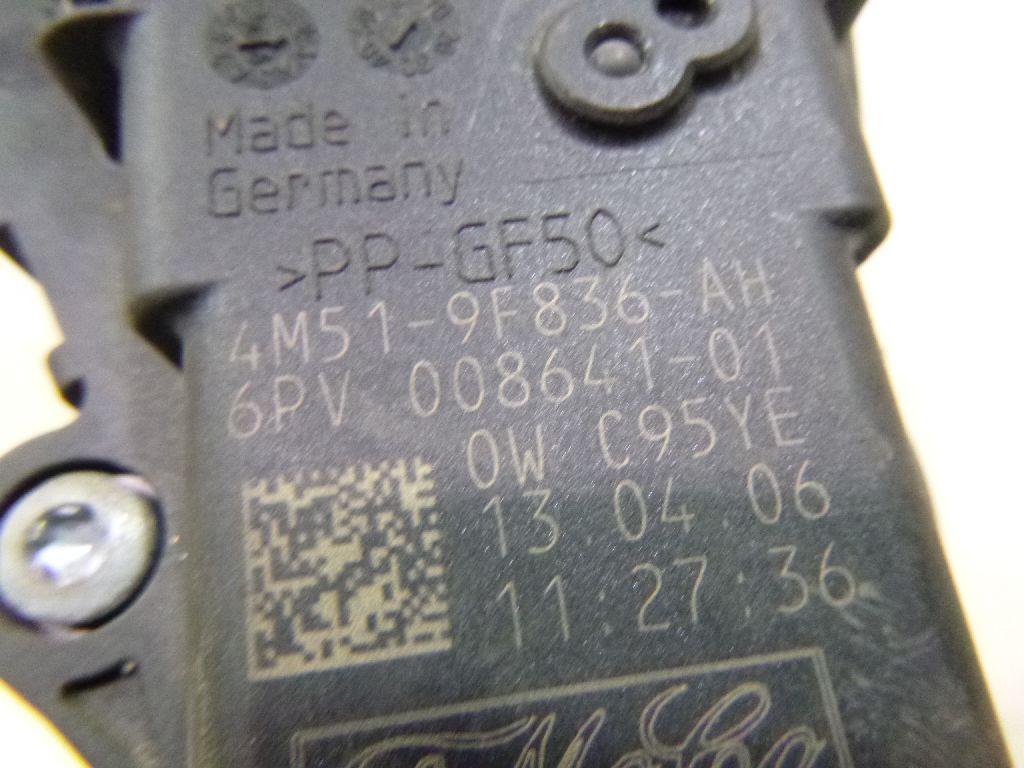 Made in
Germany
>PP-GF50<
4M51-9F836-AH
6PV 008641-01
0W C95YE
13.04.06
11:27:36